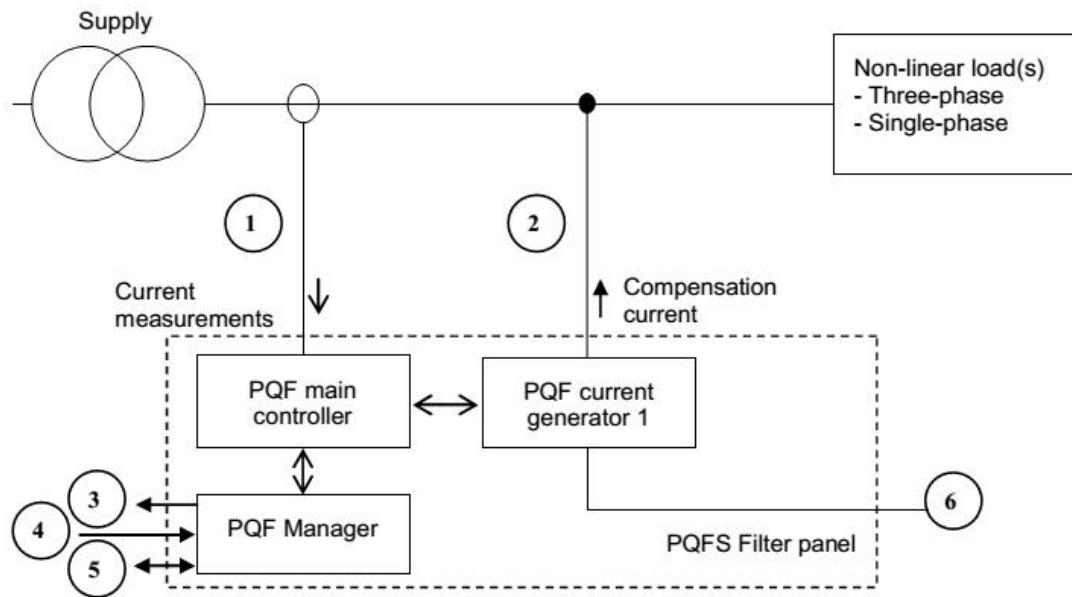 Supply
Non-linear load(s)
- Three-phase
- Single-phase
1
2
Current
measurements
Compensation
current
PQF main
controller
PQF current
generator 1
3
4
5
PQF Manager
6
PQFS Filter panel